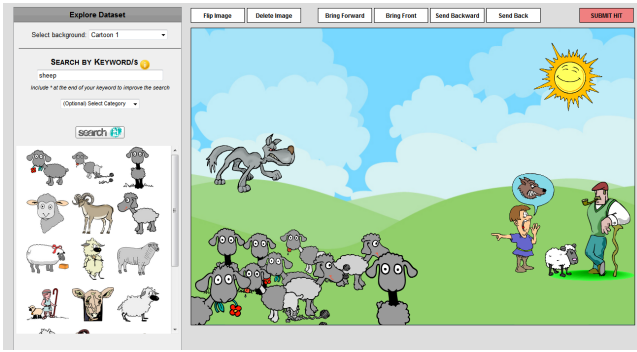 Explore Dataset
Select background: Cartoon 1
SEARCH BY KEYWORD/S
sheep
Include * at the end of your keyword to improve the search
(Optional) Select Category
search
Flip Image
Delete Image
Bring Forward
Bring Front
Send Backward
Send Back
SUBMIT HIT